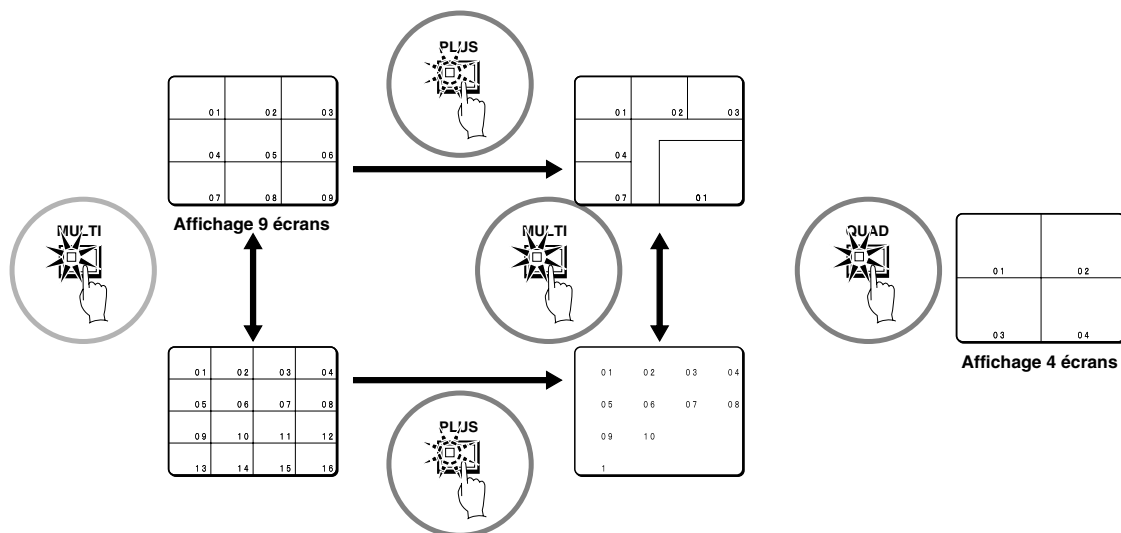 PLUS
01 02 03
04 05 06
07 08 09
Affichage 9 écrans
01 02 03
04
07 01
MULTI
MULTI
QUAD
01 02
03 04
Affichage 4 écrans
01 02 03 04
05 06 07 08
09 10 11 12
13 14 15 16
PLUS
01 02 03 04
05 06 07 08
09 10
1